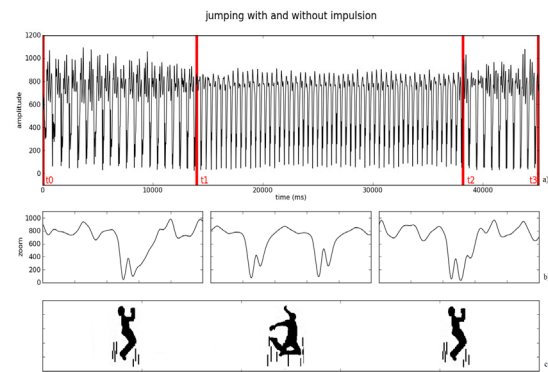 jumping with and without impulsion
amplitude
1200
1000
800
600
400
200
0
t0
t1
t2
t3
a)
0
10000
20000
30000
40000
time (ms)
zoom
1000
800
600
400
200
0
b
c